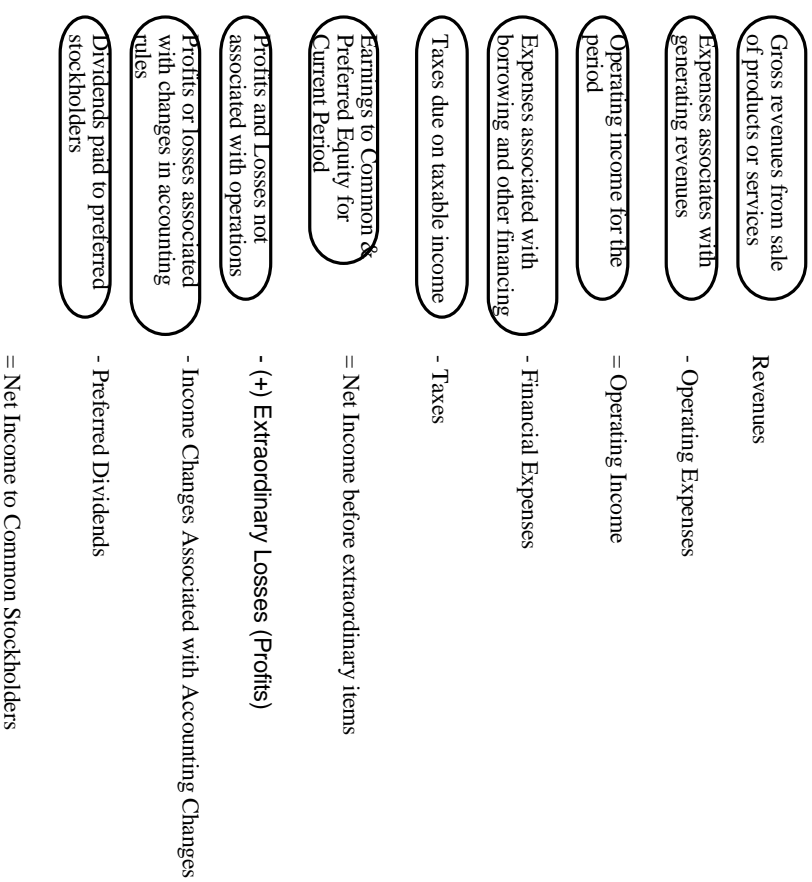 Gross revenues from sale
of products or services
Revenues
Expenses associates with
generating revenues
- Operating Expenses
Operating income for the
period
= Operating Income
Expenses associated with
borrowing and other financing
- Financial Expenses
Taxes due on taxable income
- Taxes
Earnings to Common &
Preferred Equity for
Current Period
= Net Income before extraordinary items
Profits and Losses not
associated with operations
- (+) Extraordinary Losses (Profits)
Profits or losses associated
with changes in accounting
rules
- Income Changes Associated with Accounting Changes
Dividends paid to preferred
stockholders
- Preferred Dividends
= Net Income to Common Stockholders